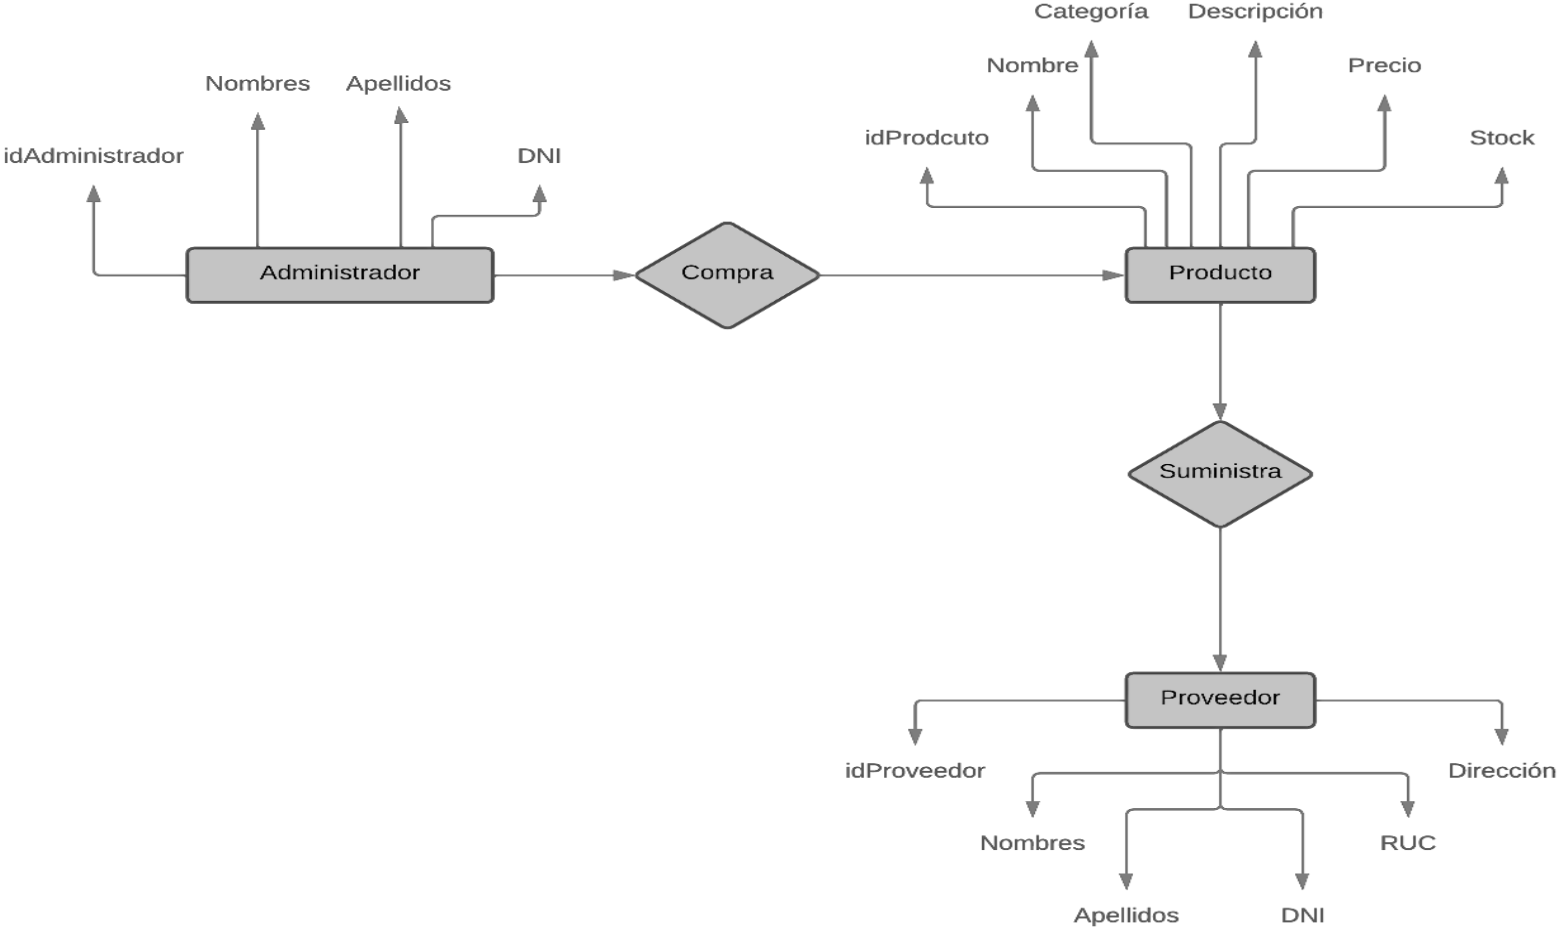 Categoría
Descripción
Nombre
Precio
Nombres
Apellidos
idProdcuto
Stock
idAdministrador
DNI
Administrador
Compra
Producto
Suministra
Proveedor
idProveedor
Dirección
Nombres
RUC
Apellidos
DNI